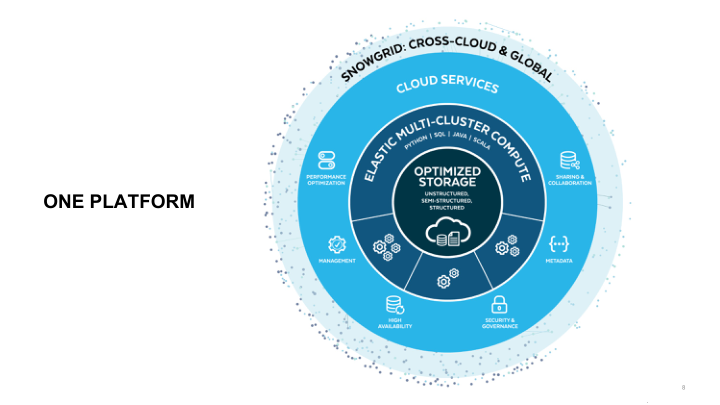 SNOWGRID: CROSS-CLOUD & GLOBAL
CLOUD SERVICES
ELASTIC MULTI-CLUSTER COMPUTE
PYTHON | SQL | JAVA | SCALA
OPTIMIZED
STORAGE
UNSTRUCTURED,
SEMI-STRUCTURED,
STRUCTURED
PERFORMANCE
OPTIMIZATION
SHARING &
COLLABORATION
ONE PLATFORM
MANAGEMENT
METADATA
HIGH
AVAILABILITY
SECURITY &
GOVERNANCE
8